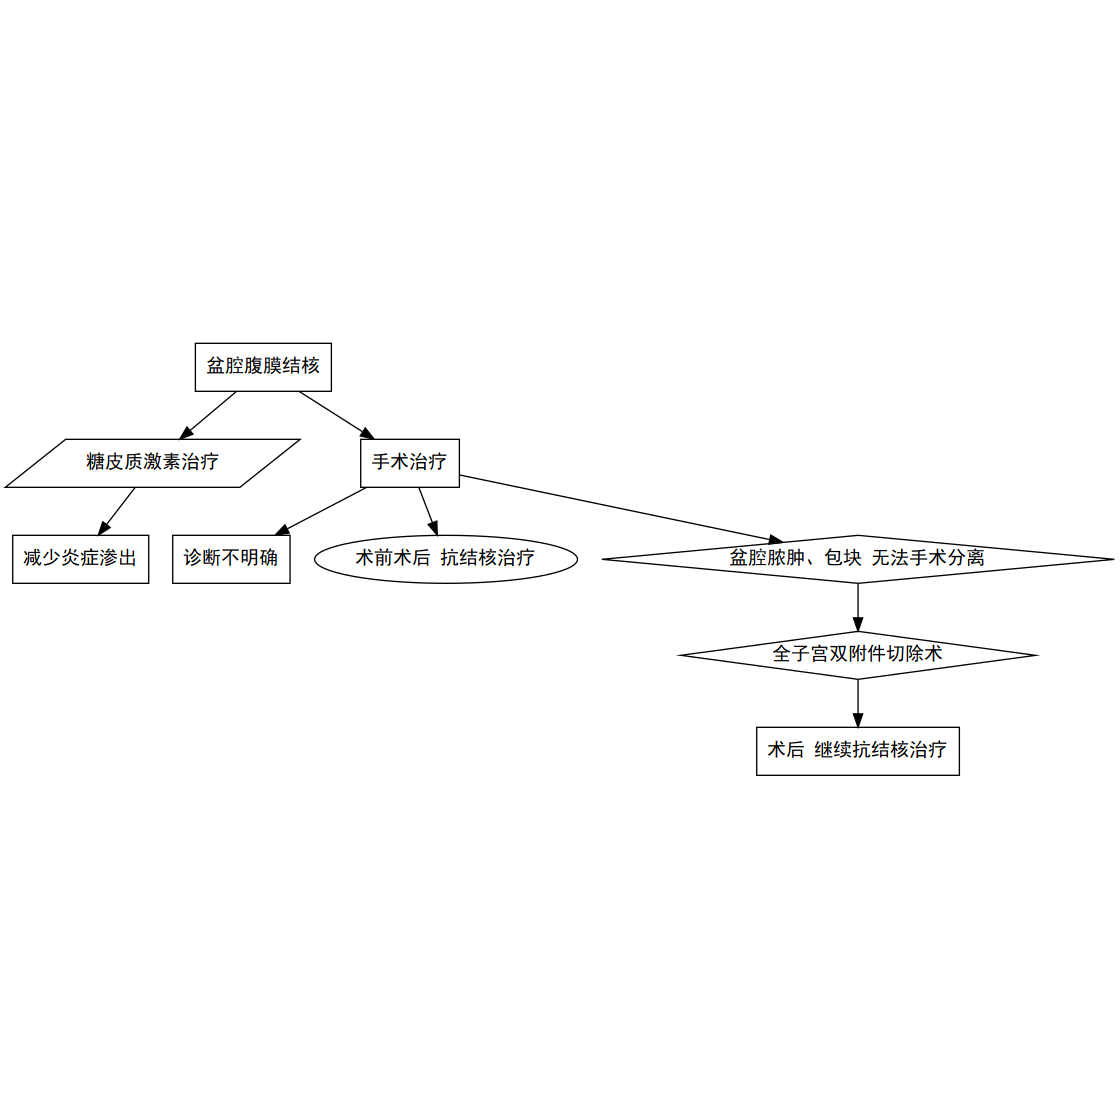 盆腔腹膜结核
糖皮质激素治疗
手术治疗
减少炎症渗出
诊断不明确
术前术后 抗结核治疗
盆腔脓肿、包块 无法手术分离
全子宫双附件切除术
术后 继续抗结核治疗